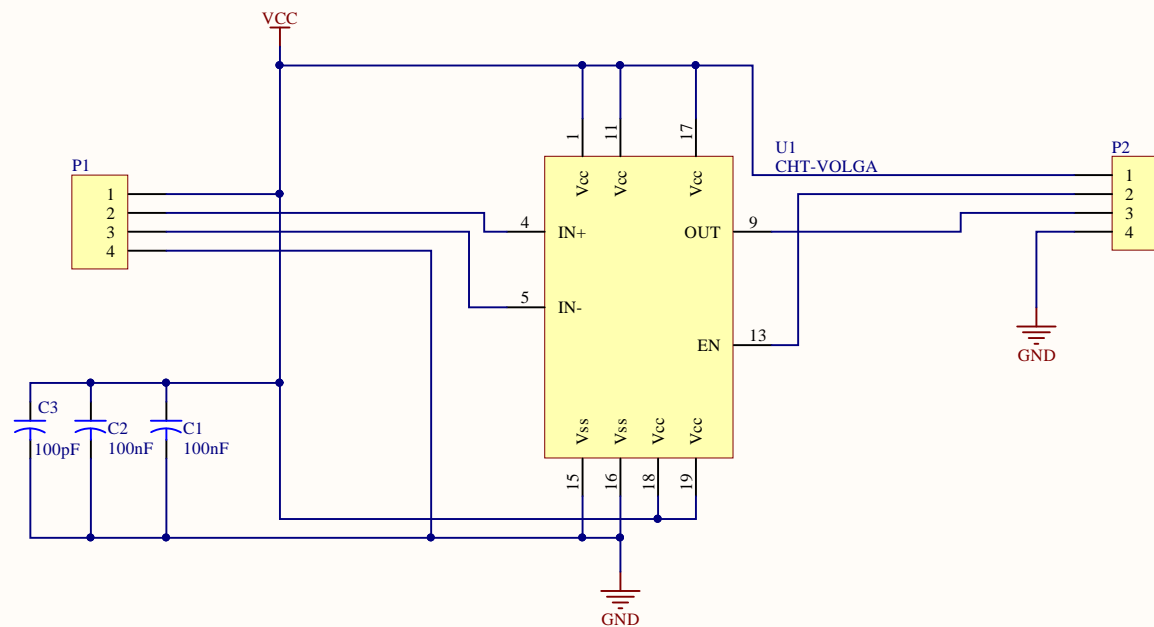 VCC
P1
1
2
3
4
1
11
17
Vcc
Vcc
Vcc
U1
CHT-VOLGA
P2
1
2
3
4
4
IN+
OUT
9
5
IN-
EN
13
GND
C3
100pF
C2
100nF
C1
100nF
Vss
Vss
Vcc
Vcc
15
16
18
19
GND